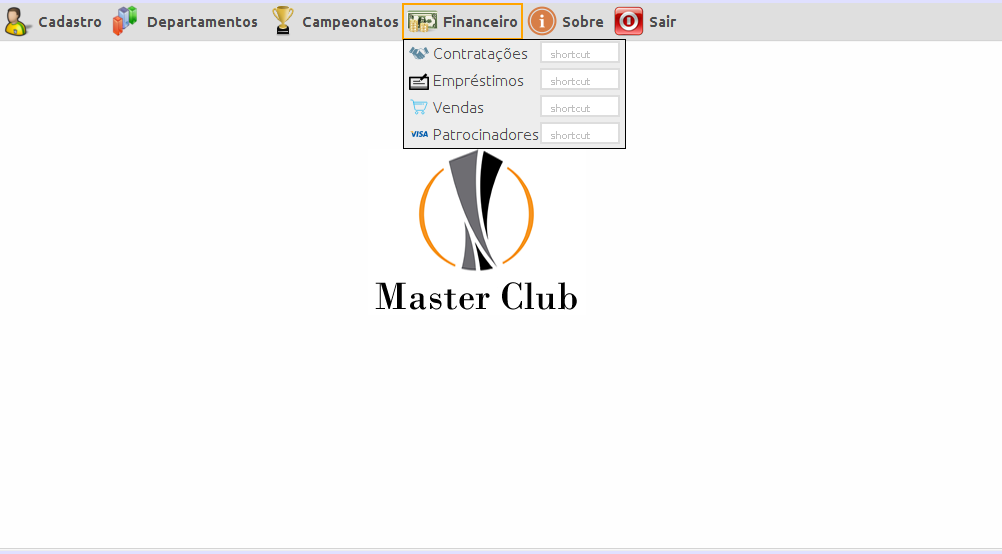 Cadastro Departamentos Campeonatos Financeiro Sobre Sair
Contratações shortcut
Empréstimos shortcut
Vendas shortcut
VISA Patrocinadores shortcut
Master Club